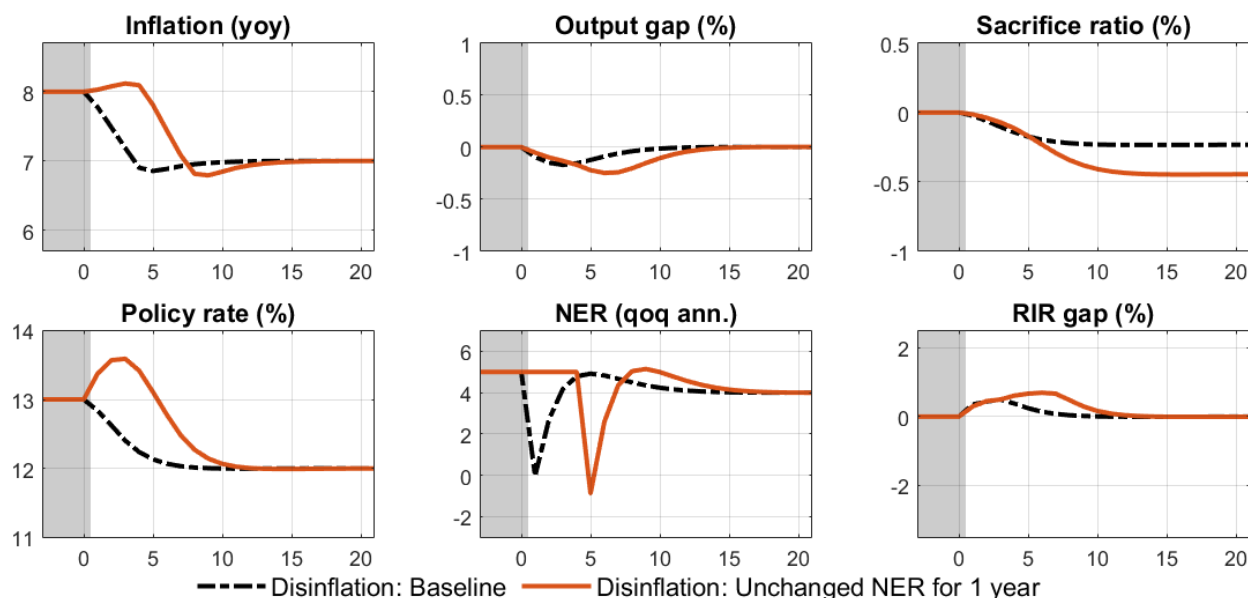 Inflation (yoy)
8
7
6
0 5 10 15 20
Output gap (%)
1
0.5
0
-0.5
-1
0 5 10 15 20
Sacrifice ratio (%)
0.5
0
-0.5
-1
0 5 10 15 20
Policy rate (%)
14
13
12
11
0 5 10 15 20
NER (qoq ann.)
6
4
2
0
-2
0 5 10 15 20
RIR gap (%)
2
0
-2
0 5 10 15 20
Disinflation: Baseline
Disinflation: Unchanged NER for 1 year